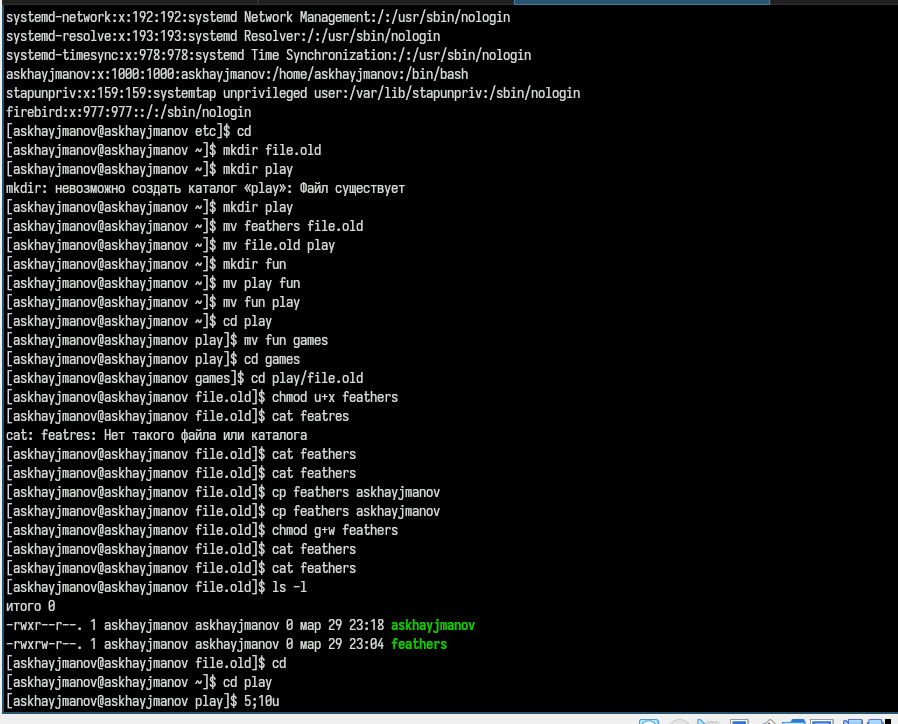 systemd-network:x:192:192:systemd Network Management:/:/usr/sbin/nologin
systemd-resolve:x:193:193:systemd Resolver:/:/usr/sbin/nologin
systemd-timesync:x:978:978:systemd Time Synchronization:/:/usr/sbin/nologin
askhayjmanov:x:1000:1000:askhayjmanov:/home/askhayjmanov:/bin/bash
stapunpriv:x:159:159:systemtap unprivileged user:/var/lib/stapunpriv:/sbin/nologin
firebird:x:977:977::/:/sbin/nologin
[askhayjmanov@askhayjmanov etc]$ cd
[askhayjmanov@askhayjmanov ~]$ mkdir file.old
[askhayjmanov@askhayjmanov ~]$ mkdir play
mkdir: невозможно создать каталог «play»: Файл существует
[askhayjmanov@askhayjmanov ~]$ mkdir play
[askhayjmanov@askhayjmanov ~]$ mv feathers file.old
[askhayjmanov@askhayjmanov ~]$ mv file.old play
[askhayjmanov@askhayjmanov ~]$ mkdir fun
[askhayjmanov@askhayjmanov ~]$ mv play fun
[askhayjmanov@askhayjmanov ~]$ mv fun play
[askhayjmanov@askhayjmanov ~]$ cd play
[askhayjmanov@askhayjmanov play]$ mv fun games
[askhayjmanov@askhayjmanov play]$ cd games
[askhayjmanov@askhayjmanov games]$ cd play/file.old
[askhayjmanov@askhayjmanov file.old]$ chmod u+x feathers
[askhayjmanov@askhayjmanov file.old]$ cat featres
cat: featres: Нет такого файла или каталога
[askhayjmanov@askhayjmanov file.old]$ cat feathers
[askhayjmanov@askhayjmanov file.old]$ cat feathers
[askhayjmanov@askhayjmanov file.old]$ cp feathers askhayjmanov
[askhayjmanov@askhayjmanov file.old]$ cp feathers askhayjmanov
[askhayjmanov@askhayjmanov file.old]$ chmod g+w feathers
[askhayjmanov@askhayjmanov file.old]$ cat feathers
[askhayjmanov@askhayjmanov file.old]$ cat feathers
[askhayjmanov@askhayjmanov file.old]$ ls -l
итого 0
-rwxr--r--. 1 askhayjmanov askhayjmanov 0 мар 29 23:18 askhayjmanov
-rwxrw-r--. 1 askhayjmanov askhayjmanov 0 мар 29 23:04 feathers
[askhayjmanov@askhayjmanov file.old]$ cd
[askhayjmanov@askhayjmanov ~]$ cd play
[askhayjmanov@askhayjmanov play]$ 5;10u